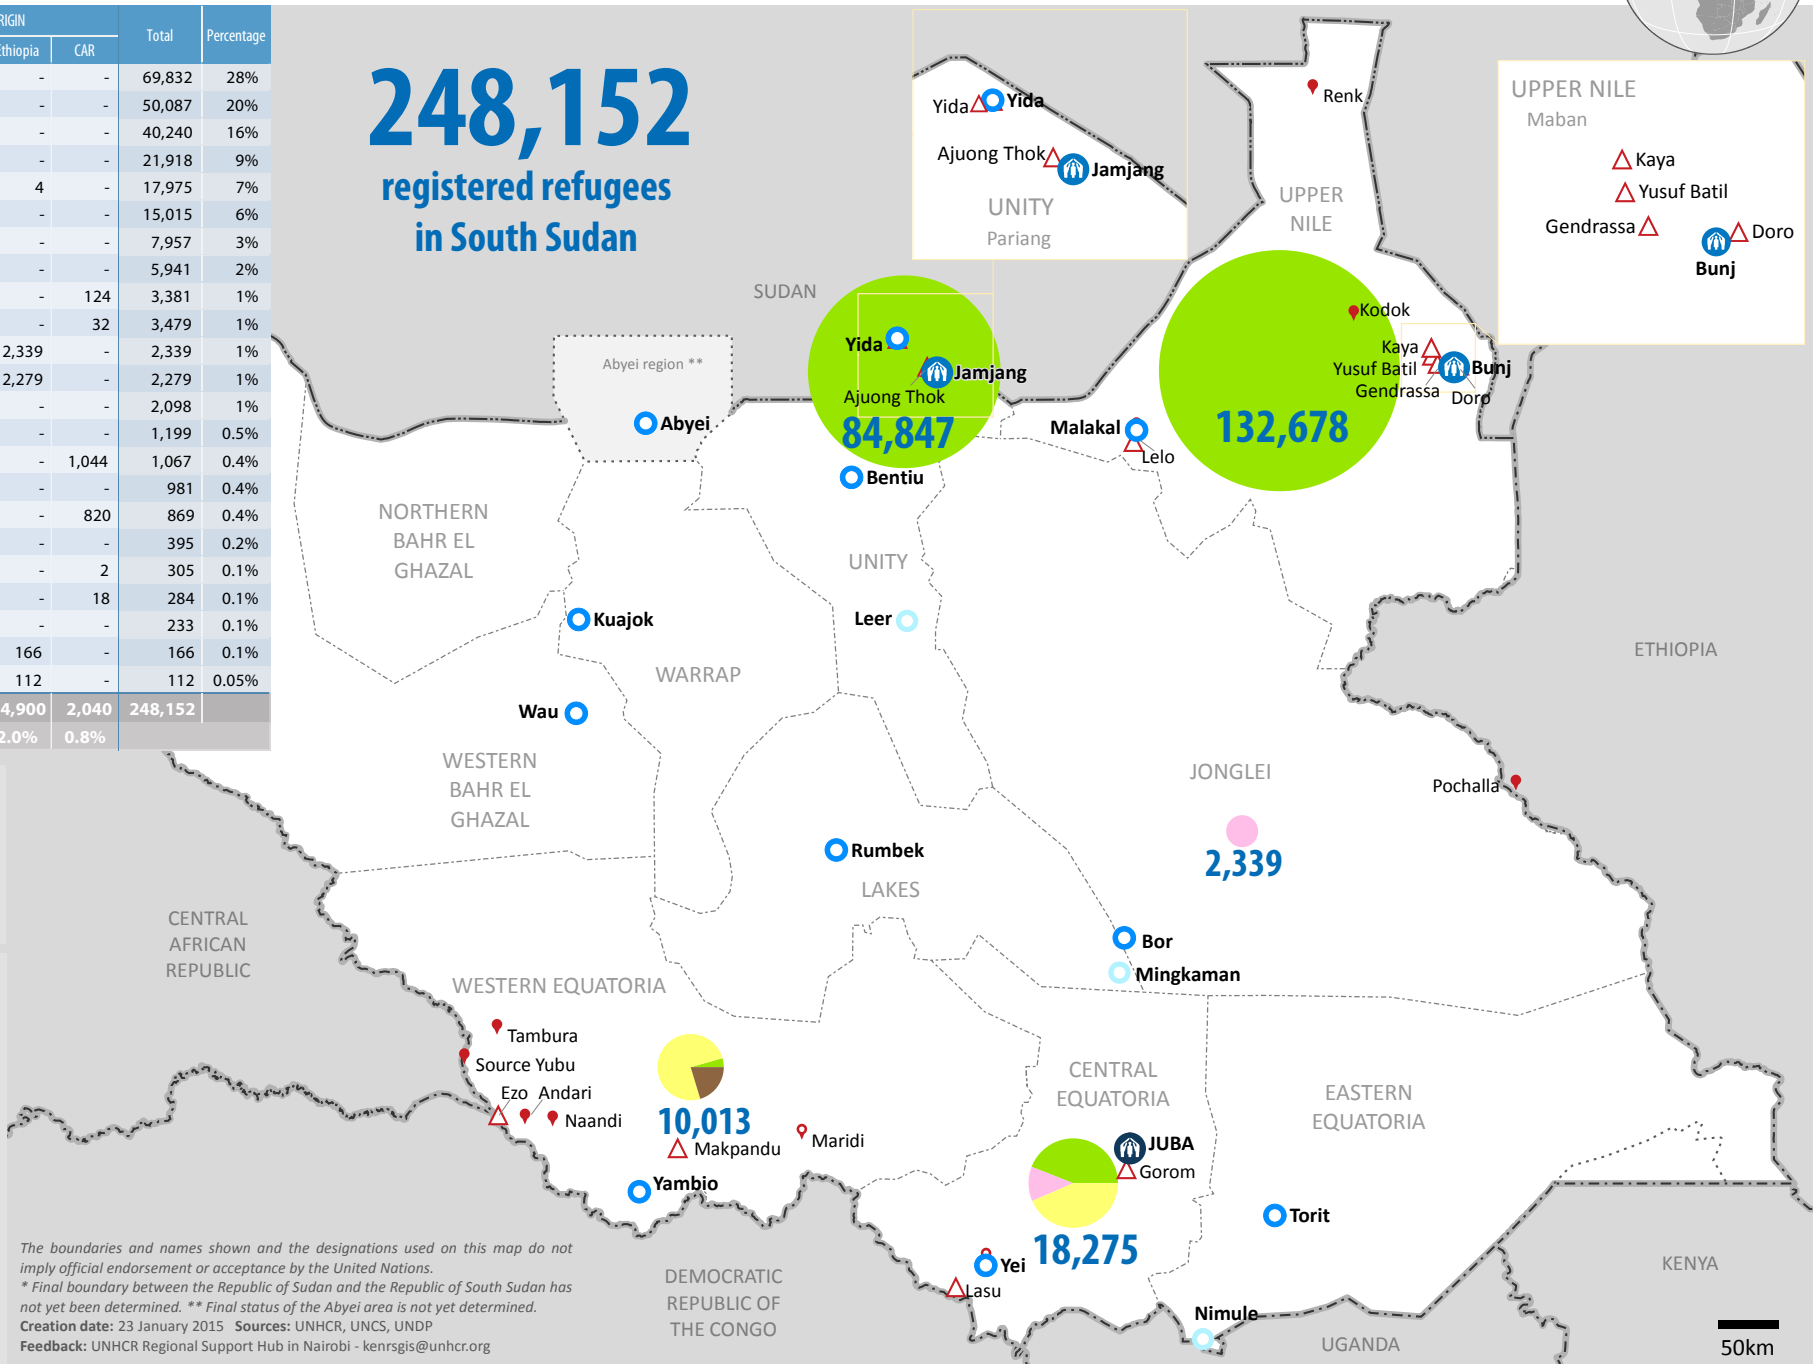 RIGIN
Total
Percentage
Ethiopia
CAR
- - 69,832 28%
- - 50,087 20%
- - 40,240 16%
- - 21,918 9%
4 - 17,975 7%
- - 15,015 6%
- - 7,957 3%
- - 5,941 2%
- 124 3,381 1%
- 32 3,479 1%
2,339 - 2,339 1%
2,279 - 2,279 1%
- - 2,098 1%
- - 1,199 0.5%
- 1,044 1,067 0.4%
- - 981 0.4%
- 820 869 0.4%
- - 395 0.2%
- 2 305 0.1%
- 18 284 0.1%
- - 233 0.1%
166 - 166 0.1%
112 - 112 0.05%
4,900 2,040 248,152
2.0% 0.8%
248,152
registered refugees
in South Sudan
Yida
Yida
Ajuong Thok
Jamjang
UNITY
Pariang
Renk
UPPER
NILE
UPPER NILE
Maban
Kaya
Yusuf Batil
Gendrassa
Doro
Bunj
SUDAN
Abyei region **
Abyei
Yida
Jamjang
Ajuong Thok
84,847
Bentiu
Malakal
Lelo
132,678
Kodok
Kaya
Yusuf Batil
Gendrassa
Bunj
Doro
NORTHERN
BAHR EL
GHAZAL
UNITY
Kuajok
Leer
WARRAP
Wau
ETHIOPIA
WESTERN
BAHR EL
GHAZAL
JONGLEI
Pochalla
2,339
Rumbek
LAKES
CENTRAL
AFRICAN
REPUBLIC
Bor
Mingkaman
WESTERN EQUATORIA
Tambura
Source Yubu
Ezo
Andari
Naandi
10,013
Makpandu
Maridi
Yambio
CENTRAL
EQUATORIA
JUBA
Gorom
EASTERN
EQUATORIA
Torit
18,275
Yei
Lasu
Nimule
DEMOCRATIC
REPUBLIC OF
THE CONGO
UGANDA
KENYA
50km
The boundaries and names shown and the designations used on this map do not
imply official endorsement or acceptance by the United Nations.
* Final boundary between the Republic of Sudan and the Republic of South Sudan has
not yet been determined. ** Final status of the Abyei area is not yet determined.
Creation date: 23 January 2015 Sources: UNHCR, UNCS, UNDP
Feedback: UNHCR Regional Support Hub in Nairobi - kenrsgis@unhcr.org